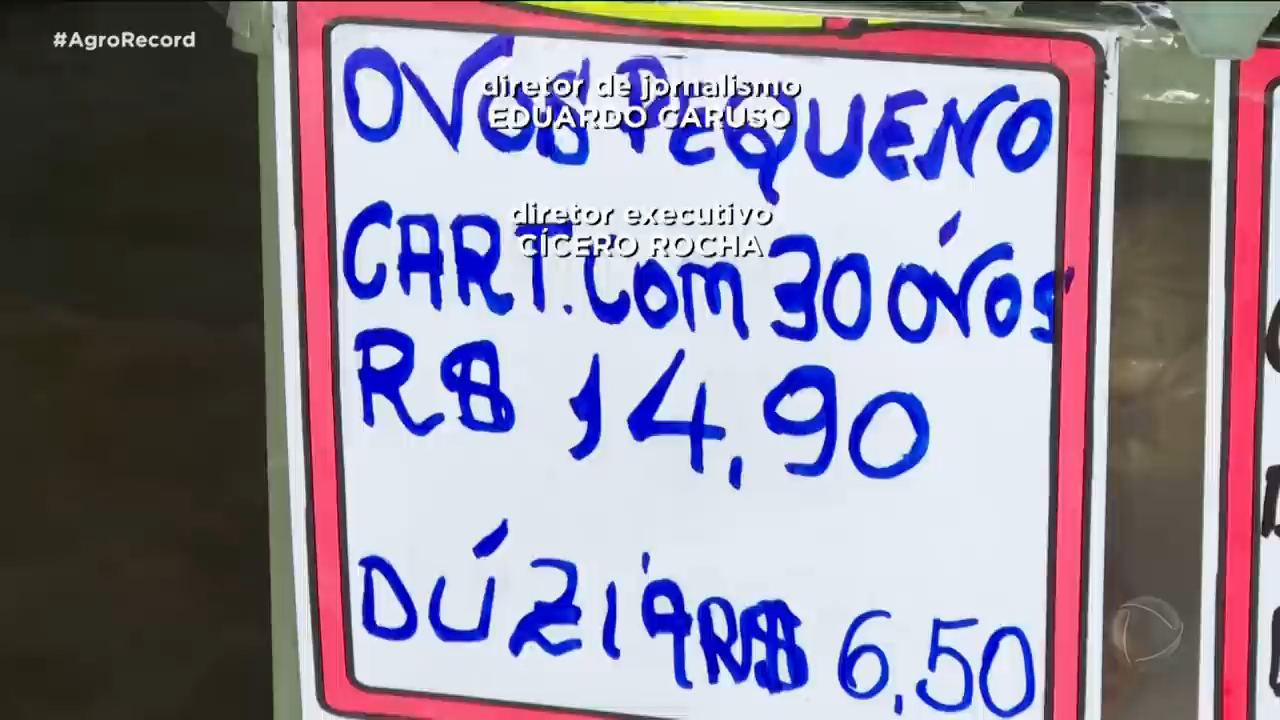 #AgroRecord
OVOS PEQUENO
diretor de jornalismo
EDUARDO CARUSO
diretor executivo
CÍCERO ROCHA
CART. COM 30 ÓVOS
R$ 14,90
DÚZIA R$ 6,50